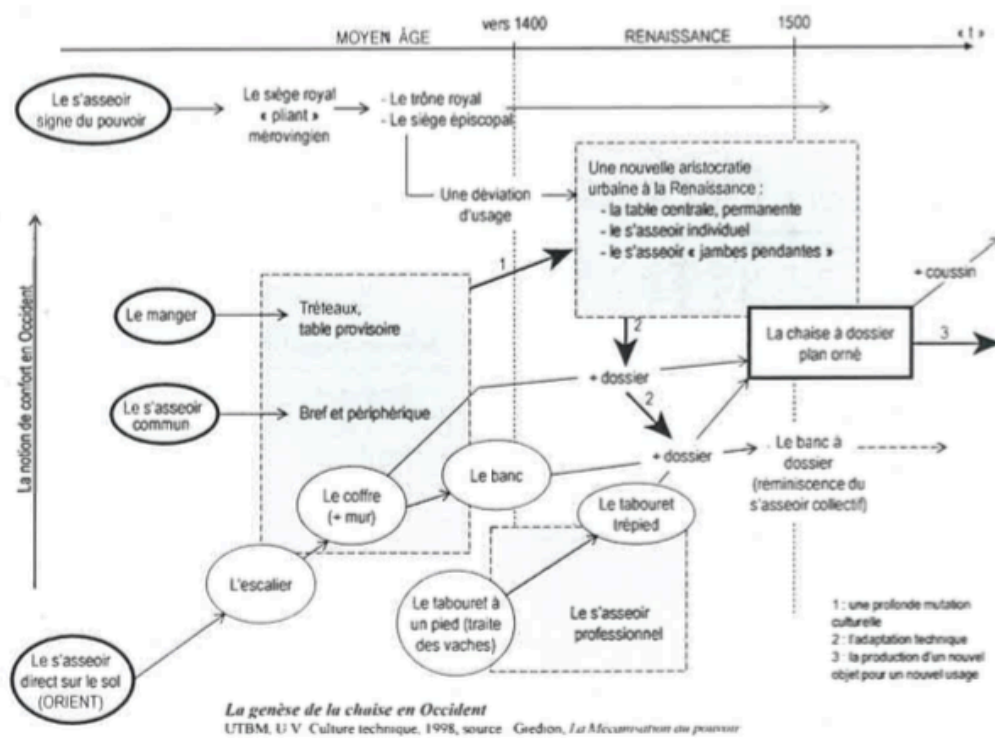 MOYEN ÂGE
vers 1400
RENAISSANCE
1500
« t »
Le s'asseoir
signe du pouvoir
Le siège royal
« pliant »
mérovingien
- Le trône royal
- Le siège épiscopal
Une déviation
d'usage
Une nouvelle aristocratie
urbaine à la Renaissance :
- la table centrale, permanente
- le s'asseoir individuel
- le s'asseoir « jambes pendantes »
La notion de confort en Occident
1
Le manger
Tréteaux,
table provisoire
2
+ coussin
La chaise à dossier
plan orné
3
+ dossier
2
Le s'asseoir
commun
Bref et périphérique
+ dossier
Le banc à
dossier
(réminiscence du
s'asseoir collectif)
Le coffre
(+ mur)
Le banc
Le tabouret
trépied
L'escalier
Le tabouret à
un pied (traite
des vaches)
Le s'asseoir
professionnel
1 : une profonde mutation
culturelle
2 : l'adaptation technique
3 : la production d'un nouvel
objet pour un nouvel usage
Le s'asseoir
direct sur le sol
(ORIENT)
La genèse de la chaise en Occident
UTBM, U.V. Culture technique, 1998, source : Giedion, La Mécanisation au pouvoir